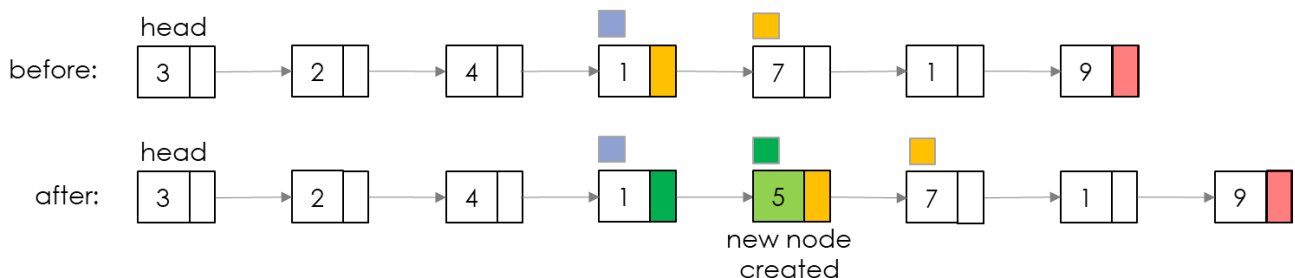 head
before: 3 2 4 1 7 1 9
head
after: 3 2 4 1 5 7 1 9
new node
created